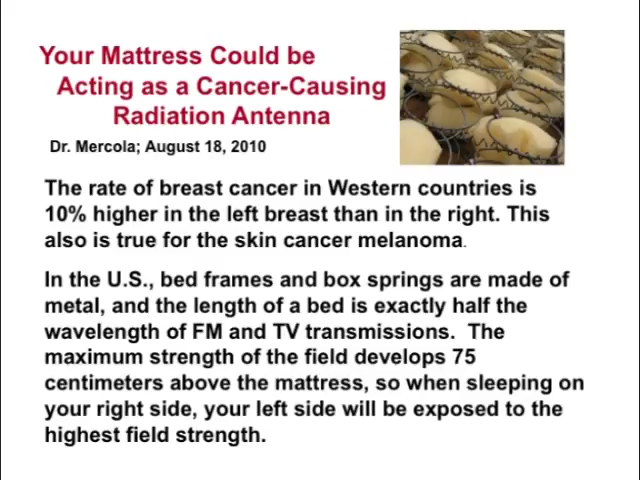 Your Mattress Could be
Acting as a Cancer-Causing
Radiation Antenna
Dr. Mercola; August 18, 2010
The rate of breast cancer in Western countries is
10% higher in the left breast than in the right. This
also is true for the skin cancer melanoma.
In the U.S., bed frames and box springs are made of
metal, and the length of a bed is exactly half the
wavelength of FM and TV transmissions.  The
maximum strength of the field develops 75
centimeters above the mattress, so when sleeping on
your right side, your left side will be exposed to the
highest field strength.